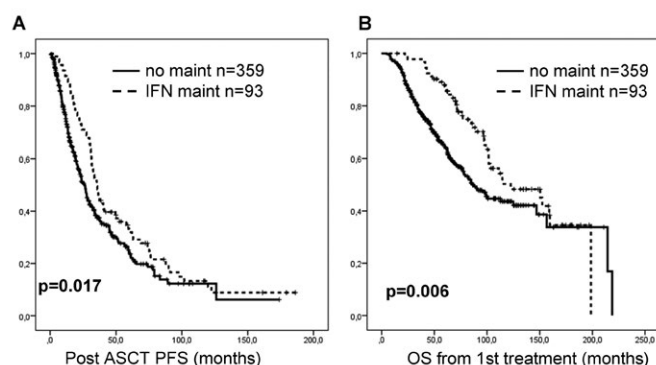 A
no maint n=359
IFN maint n=93
1,0
0,8
0,6
0,4
0,2
0,0
p=0.017
,0 50,0 100,0 150,0 200,0
Post ASCT PFS (months)
B
no maint n=359
IFN maint n=93
1,0
0,8
0,6
0,4
0,2
0,0
p=0.006
,0 50,0 100,0 150,0 200,0 250,0
OS from 1st treatment (months)